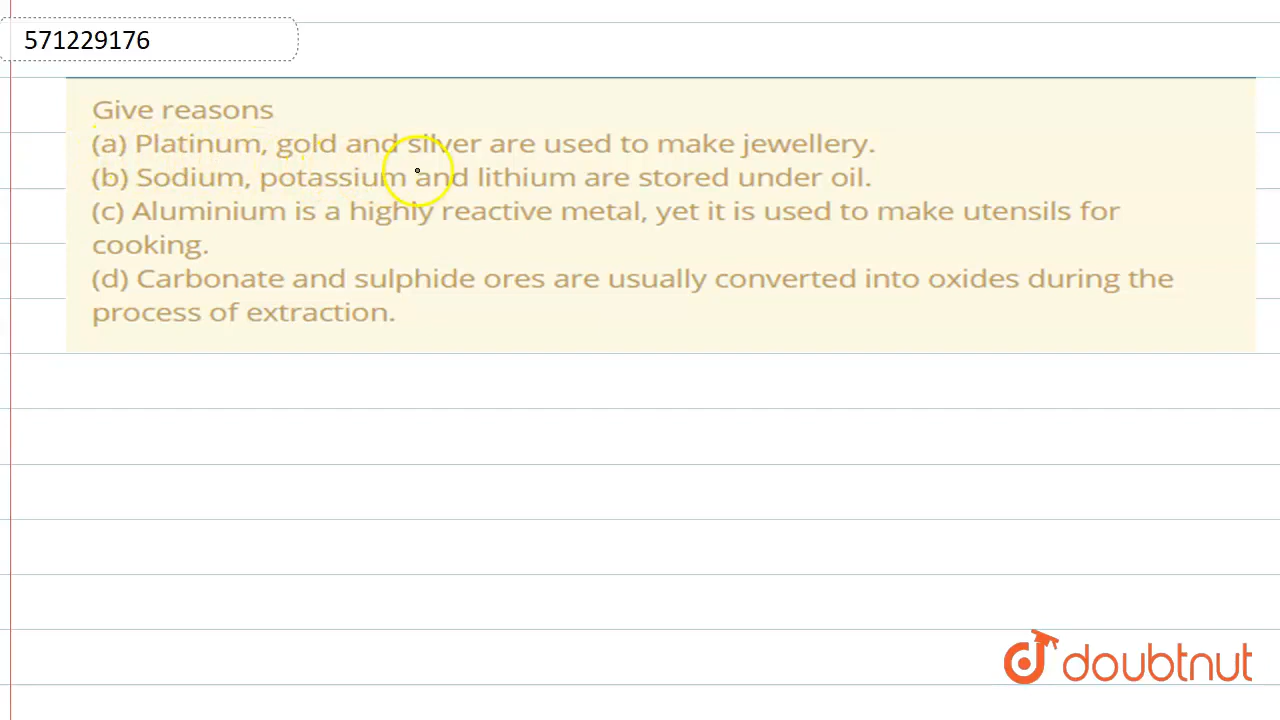 571229176
Give reasons
(a) Platinum, gold and silver are used to make jewellery.
(b) Sodium, potassium and lithium are stored under oil.
(c) Aluminium is a highly reactive metal, yet it is used to make utensils for
cooking.
(d) Carbonate and sulphide ores are usually converted into oxides during the
process of extraction.
doubtnut